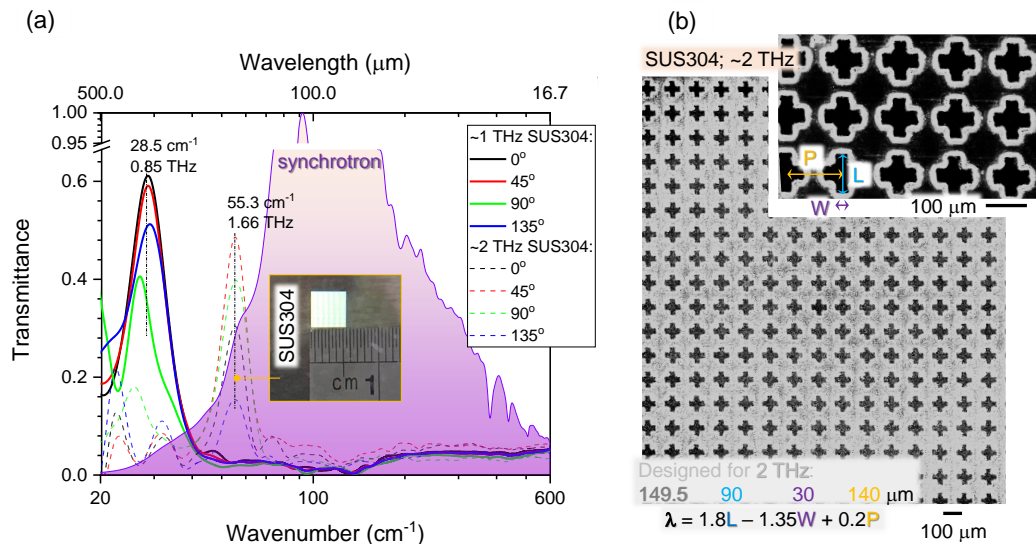 (a)
Wavelength (μm)
500.0 100.0 16.7
1.00
0.95
0.6
0.4
0.2
0.0
Transmittance
28.5 cm-1
0.85 THz
synchrotron
55.3 cm-1
1.66 THz
~1 THz SUS304:
0o
45o
90o
135o
~2 THz SUS304:
0o
45o
90o
135o
SUS304
cm 1
20 100 600
Wavenumber (cm-1)
(b)
SUS304; ~2 THz
P
L
W
100 μm
Designed for 2 THz:
149.5 90 30 140 μm
λ = 1.8L – 1.35W + 0.2P
100 μm